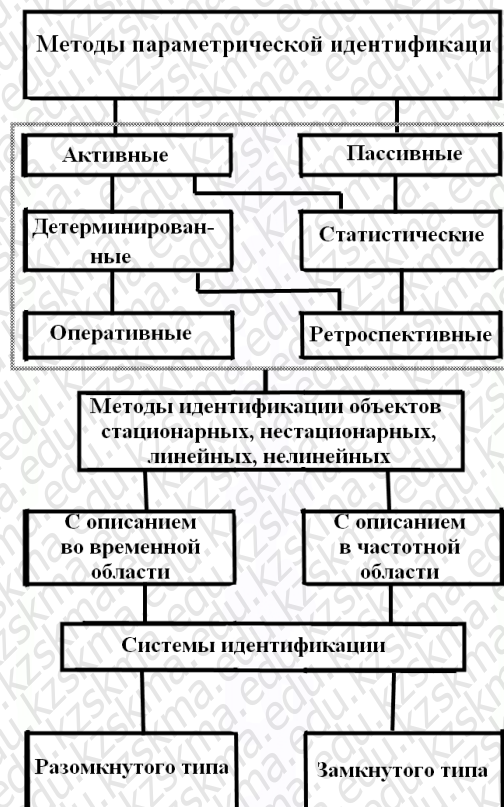 Методы параметрической идентификаци
Активные
Пассивные
Детерминирован-
ные
Статистические
Оперативные
Ретроспективные
Методы идентификации объектов
стационарных, нестационарных,
линейных, нелинейных
С описанием
во временной
области
С описанием
в частотной
области
Системы идентификации
Разомкнутого типа
Замкнутого типа